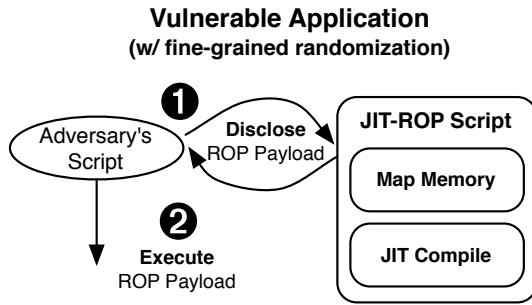 Vulnerable Application
(w/ fine-grained randomization)
1
Adversary's
Script
Disclose
ROP Payload
JIT-ROP Script
Map Memory
JIT Compile
2
Execute
ROP Payload